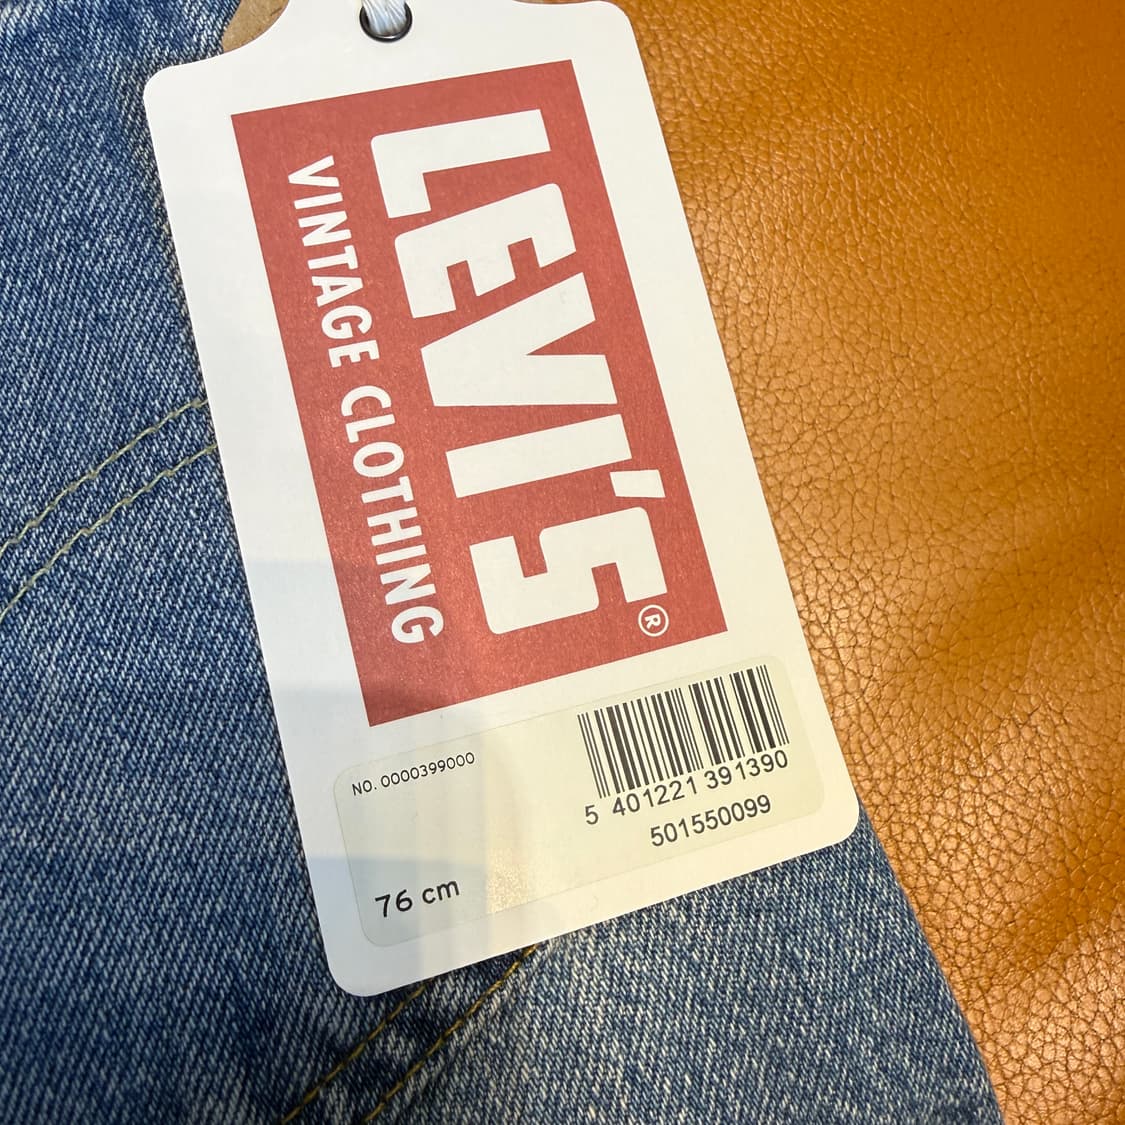 LEVI'S®
VINTAGE CLOTHING
NO. 0000399000
5 401221 391390
501550099
76 cm